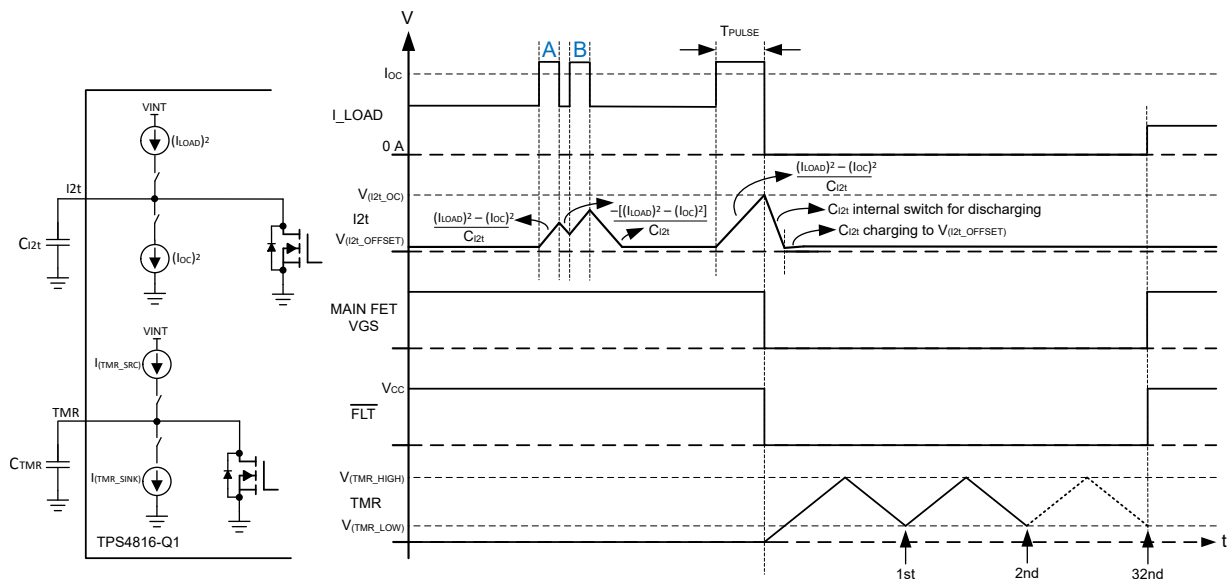 VINT
(ILOAD)²
I2t
CI2t
(IOC)²
VINT
I(TMR_SRC)
TMR
CTMR
I(TMR_SINK)
TPS4816-Q1
V
TPULSE
A
B
IOC
I_LOAD
0 A
V(I2t_OC)
I2t
V(I2t_OFFSET)
(ILOAD)² – (IOC)²
CI2t
-[(ILOAD)² – (IOC)²]
CI2t
(ILOAD)² – (IOC)²
CI2t
CI2t internal switch for discharging
CI2t charging to V(I2t_OFFSET)
MAIN FET
VGS
VCC
FLT
V(TMR_HIGH)
TMR
V(TMR_LOW)
t
1st
2nd
32nd